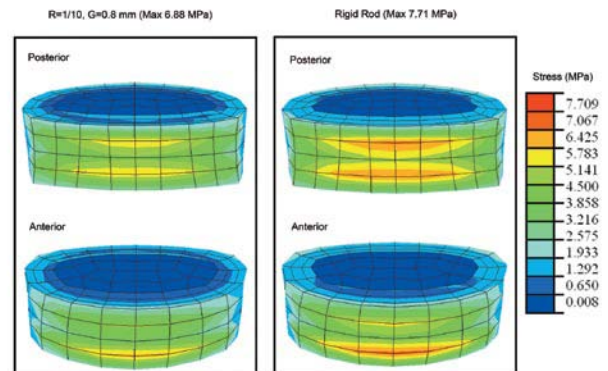 R=1/10, G=0.8 mm (Max 6.88 MPa)
Posterior
Anterior
Rigid Rod (Max 7.71 MPa)
Posterior
Anterior
Stress (MPa)
7.709
7.067
6.425
5.783
5.141
4.500
3.858
3.216
2.575
1.933
1.292
0.650
0.008